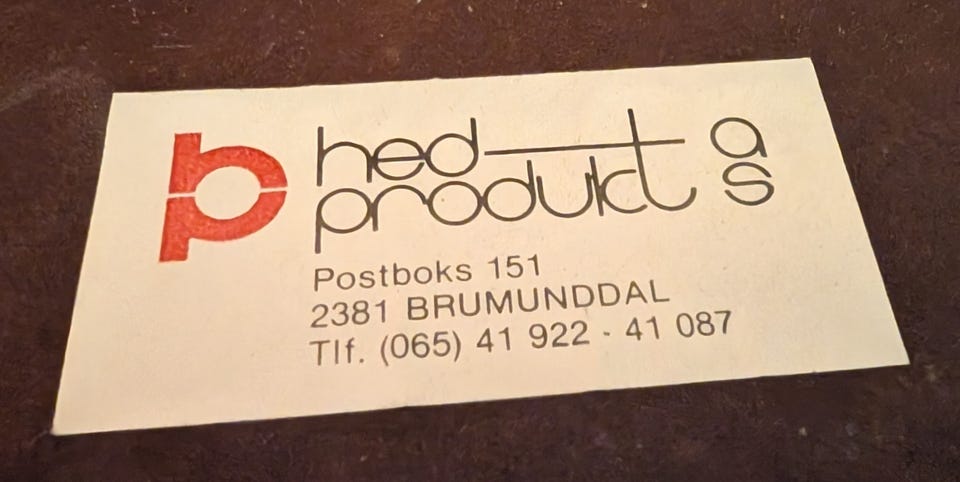 hed
produkt as
Postboks 151
2381 BRUMUNDDAL
Tlf. (065) 41 922 - 41 087